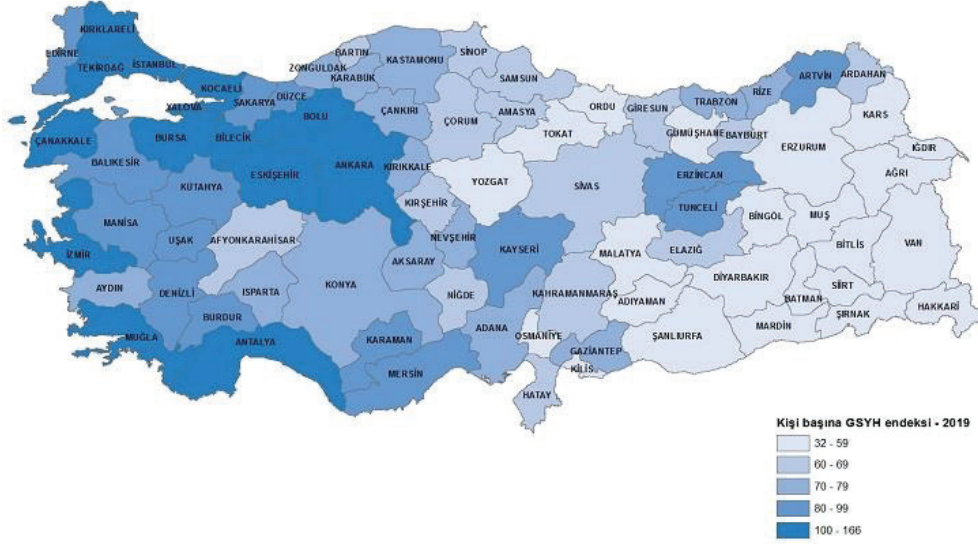 KIRKLARELİ
EDİRNE
TEKİRDAĞ
İSTANBUL
KOCAELİ
YALOVA
SAKARYA
DÜZCE
ZONGULDAK
BARTIN
KARABÜK
KASTAMONU
SİNOP
SAMSUN
ORDU
GİRESUN
TRABZON
RİZE
ARTVİN
ARDAHAN
KARS
IĞDIR
AĞRI
ÇANAKKALE
BALIKESİR
BURSA
BİLECİK
BOLU
ÇANKIRI
ÇORUM
AMASYA
TOKAT
GÜMÜŞHANE
BAYBURT
ERZURUM
ESKİŞEHİR
ANKARA
KIRIKKALE
YOZGAT
SİVAS
ERZİNCAN
TUNCELİ
BİNGÖL
MUŞ
KÜTAHYA
MANİSA
UŞAK
AFYONKARAHİSAR
KIRŞEHİR
NEVŞEHİR
KAYSERİ
MALATYA
ELAZIĞ
BİTLİS
VAN
İZMİR
AYDIN
DENİZLİ
ISPARTA
BURDUR
KONYA
AKSARAY
NİĞDE
KAHRAMANMARAŞ
ADIYAMAN
DİYARBAKIR
BATMAN
SİİRT
ŞIRNAK
HAKKARİ
MUĞLA
ANTALYA
KARAMAN
MERSİN
ADANA
OSMANİYE
GAZİANTEP
KİLİS
HATAY
ŞANLIURFA
MARDİN
Kişi başına GSYH endeksi - 2019
32 - 59
60 - 69
70 - 79
80 - 99
100 - 166